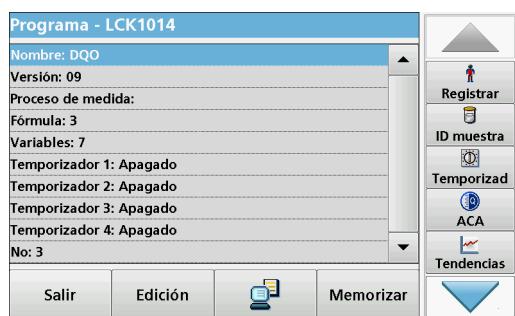 Programa - LCK1014
Nombre: DQO
Versión: 09
Proceso de medida:
Fórmula: 3
Variables: 7
Temporizador 1: Apagado
Temporizador 2: Apagado
Temporizador 3: Apagado
Temporizador 4: Apagado
No: 3
Registrar
ID muestra
Temporizad
ACA
Tendencias
Salir
Edición
Memorizar